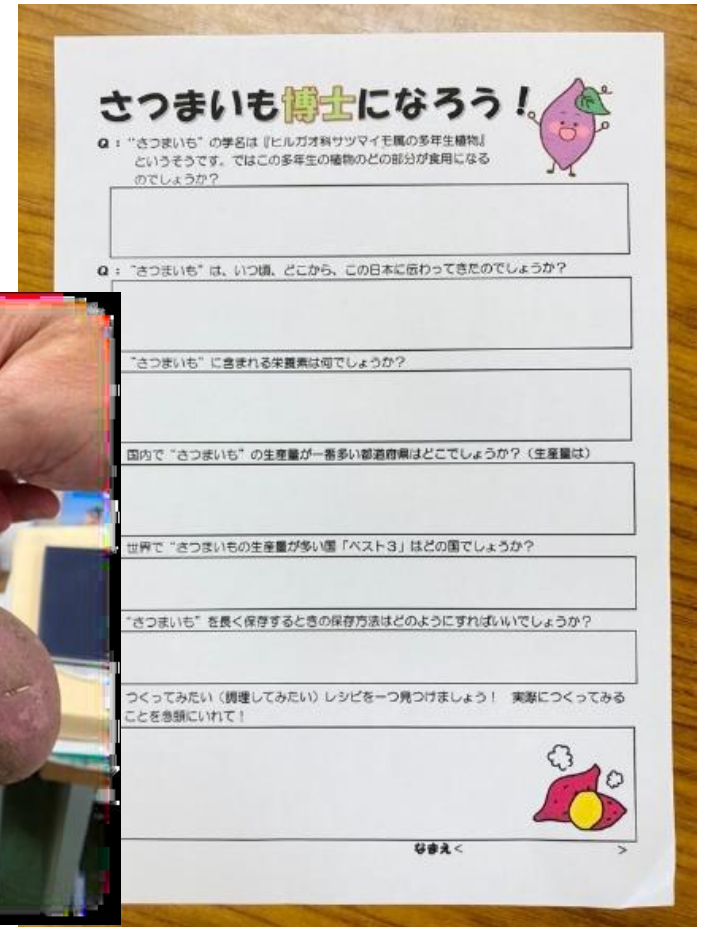 さつまいも博士になろう!
Q:“さつまいも”の学名は『ヒルガオ科サツマイモ属の多年生植物』
というそうです。ではこの多年生の植物のどの部分が食用になる
のでしょうか?
Q:“さつまいも”は、いつ頃、どこから、この日本に伝わってきたのでしょうか?
“さつまいも”に含まれる栄養素は何でしょうか?
国内で“さつまいも”の生産量が一番多い都道府県はどこでしょうか?(生産量は)
世界で“さつまいもの生産量が多い国「ベスト3」はどの国でしょうか?
“さつまいも”を長く保存するときの保存方法はどのようにすればいいでしょうか?
つくってみたい(調理してみたい)レシピを一つ見つけましょう! 実際につくってみる
ことを念頭にいれて!
なまえ< >